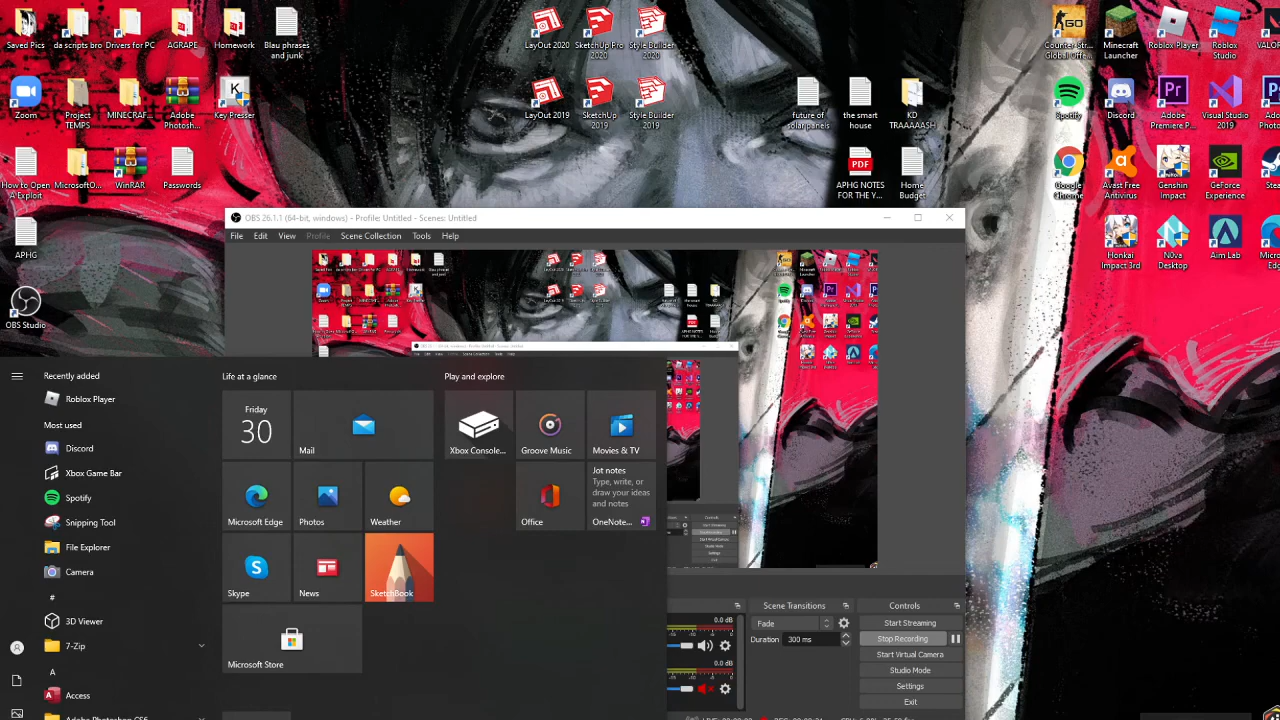 Saved Pics
da scripts bro
Drivers for PC
AGRAPE
Homework
Blau phrases
and junk
LayOut 2020
SketchUp Pro
2020
Style Builder
2020
Counter-Str...
Global Offe...
Minecraft
Launcher
Roblox Player
Roblox
Studio
VALO
Zoom
Project
TEMPS
MINECRAF...
Adobe
Photosh...
Key Presser
LayOut 2019
SketchUp
2019
Style Builder
2019
future of
solar panels
the smart
house
KD
TRAAAASH
Spotify
Discord
Adobe
Premiere P...
Visual Studio
2019
How to Open
A Exploit
MicrosoftO...
WinRAR
Passwords
PDF
APHG NOTES
FOR THE Y...
Home
Budget
Google
Chrome
Avast Free
Antivirus
Genshin
Impact
GeForce
Experience
APHG
Honkai
Impact 3rd
N0va
Desktop
Aim Lab
OBS Studio
OBS 26.1.1 (64-bit, windows) - Profile: Untitled - Scenes: Untitled
File Edit View Profile Scene Collection Tools Help
Recently added
Roblox Player
Most used
Discord
Xbox Game Bar
Spotify
Snipping Tool
File Explorer
Camera
#
3D Viewer
7-Zip
A
Access
Adobe Photoshop CS6
Life at a glance
Friday
30
Mail
Microsoft Edge
Photos
Weather
Skype
News
SketchBook
Microsoft Store
Play and explore
Xbox Console...
Groove Music
Movies & TV
Office
Jot notes
Type, write, or
draw your ideas
and notes
OneNote...
0.0 dB
0.0 dB
Scene Transitions
Fade
Duration 300 ms
Controls
Start Streaming
Stop Recording
Start Virtual Camera
Studio Mode
Settings
Exit